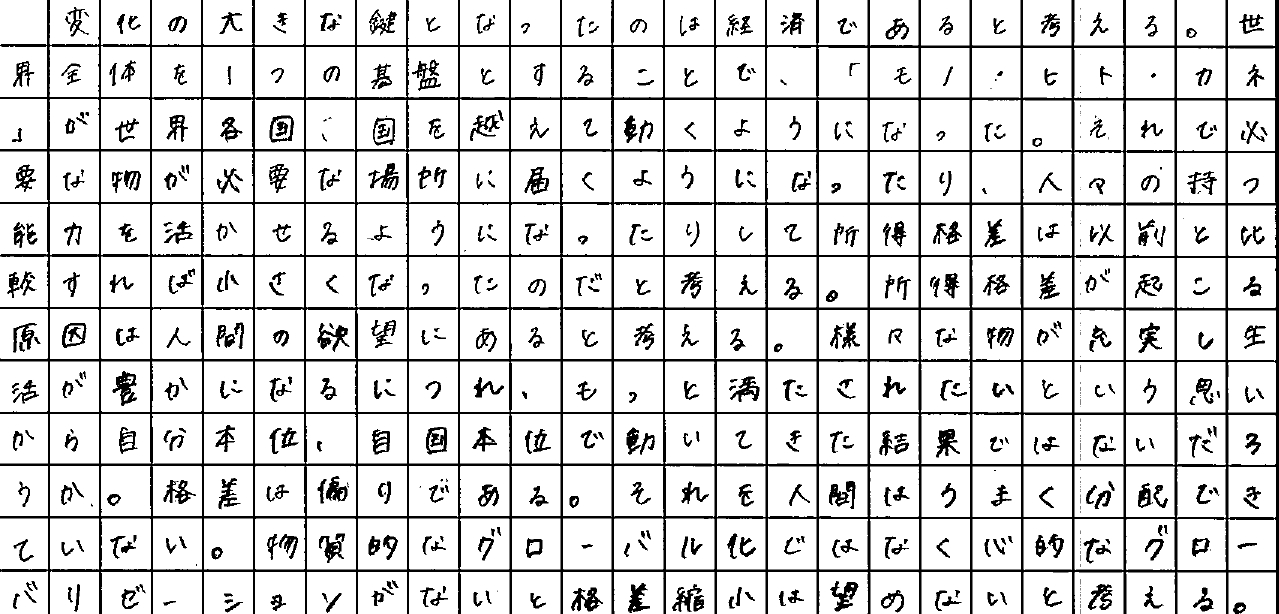 変化の大きな鍵となったのは経済であると考える。世
界全体を1つの基盤とすることで、「モノ・ヒト・カネ
」が世界各国、国を越えて動くようになった。それで必
要な物が必要な場所に届くようになったり、人々の持つ
能力を活かせるようになったりして所得格差は以前と比
較すれば小さくなったのだと考える。所得格差が起こる
原因は人間の欲望にあると考える。様々な物が充実し生
活が豊かになるにつれ、もっと満たされたいという思い
から自分本位、自国本位で動いてきた結果ではないだろ
うか。格差は偏りである。それを人間はうまく分配でき
ていない。物質的なグローバル化ではなく心的なグロー
バリゼーションがないと格差縮小は望めないと考える。